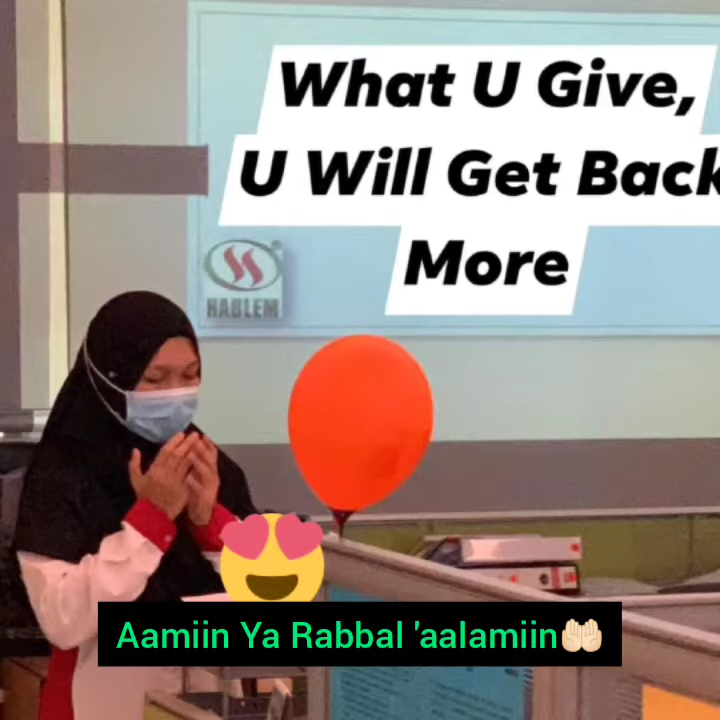 What U Give,
U Will Get Back
More
HABLEM
Aamiin Ya Rabbal 'aalamiin🤲🏻